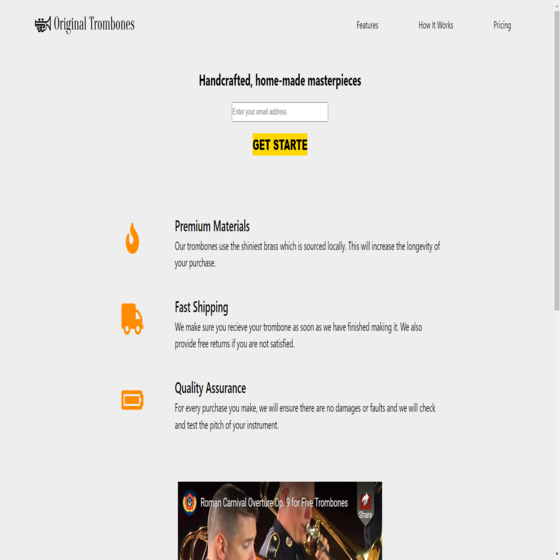 Original Trombones
Features
How It Works
Pricing
Handcrafted, home-made masterpieces
Enter your email address
GET STARTE
Premium Materials
Our trombones use the shiniest brass which is sourced locally. This will increase the longevity of
your purchase.
Fast Shipping
We make sure you recieve your trombone as soon as we have finished making it. We also
provide free returns if you are not satisfied.
Quality Assurance
For every purchase you make, we will ensure there are no damages or faults and we will check
and test the pitch of your instrument.
Roman Carnival Overture Op. 9 for Five Trombones
Share